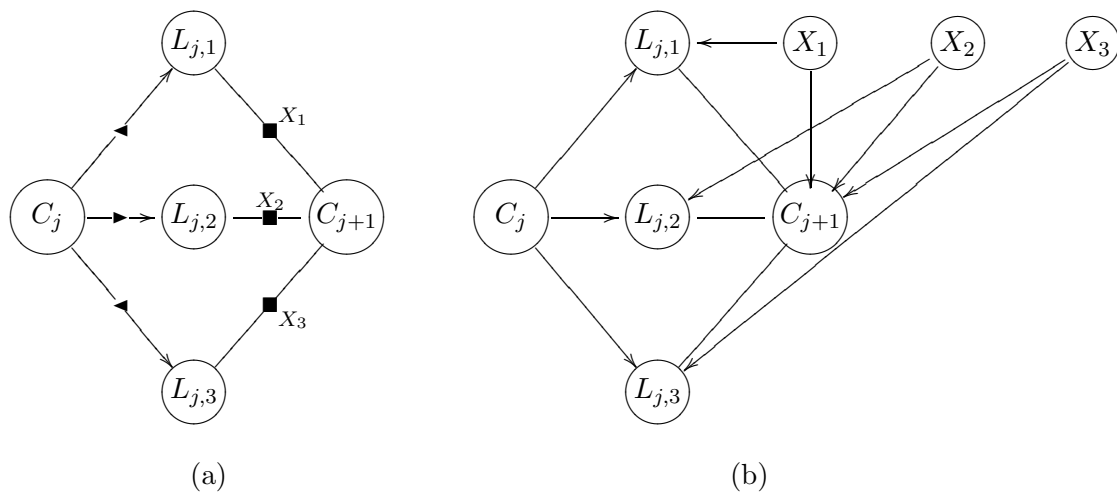 L_{j,1} L_{j,1} X_1 X_2 X_3
X_1
C_j L_{j,2} X_2 C_{j+1} C_j L_{j,2} C_{j+1}
X_3
L_{j,3} L_{j,3}
(a) (b)